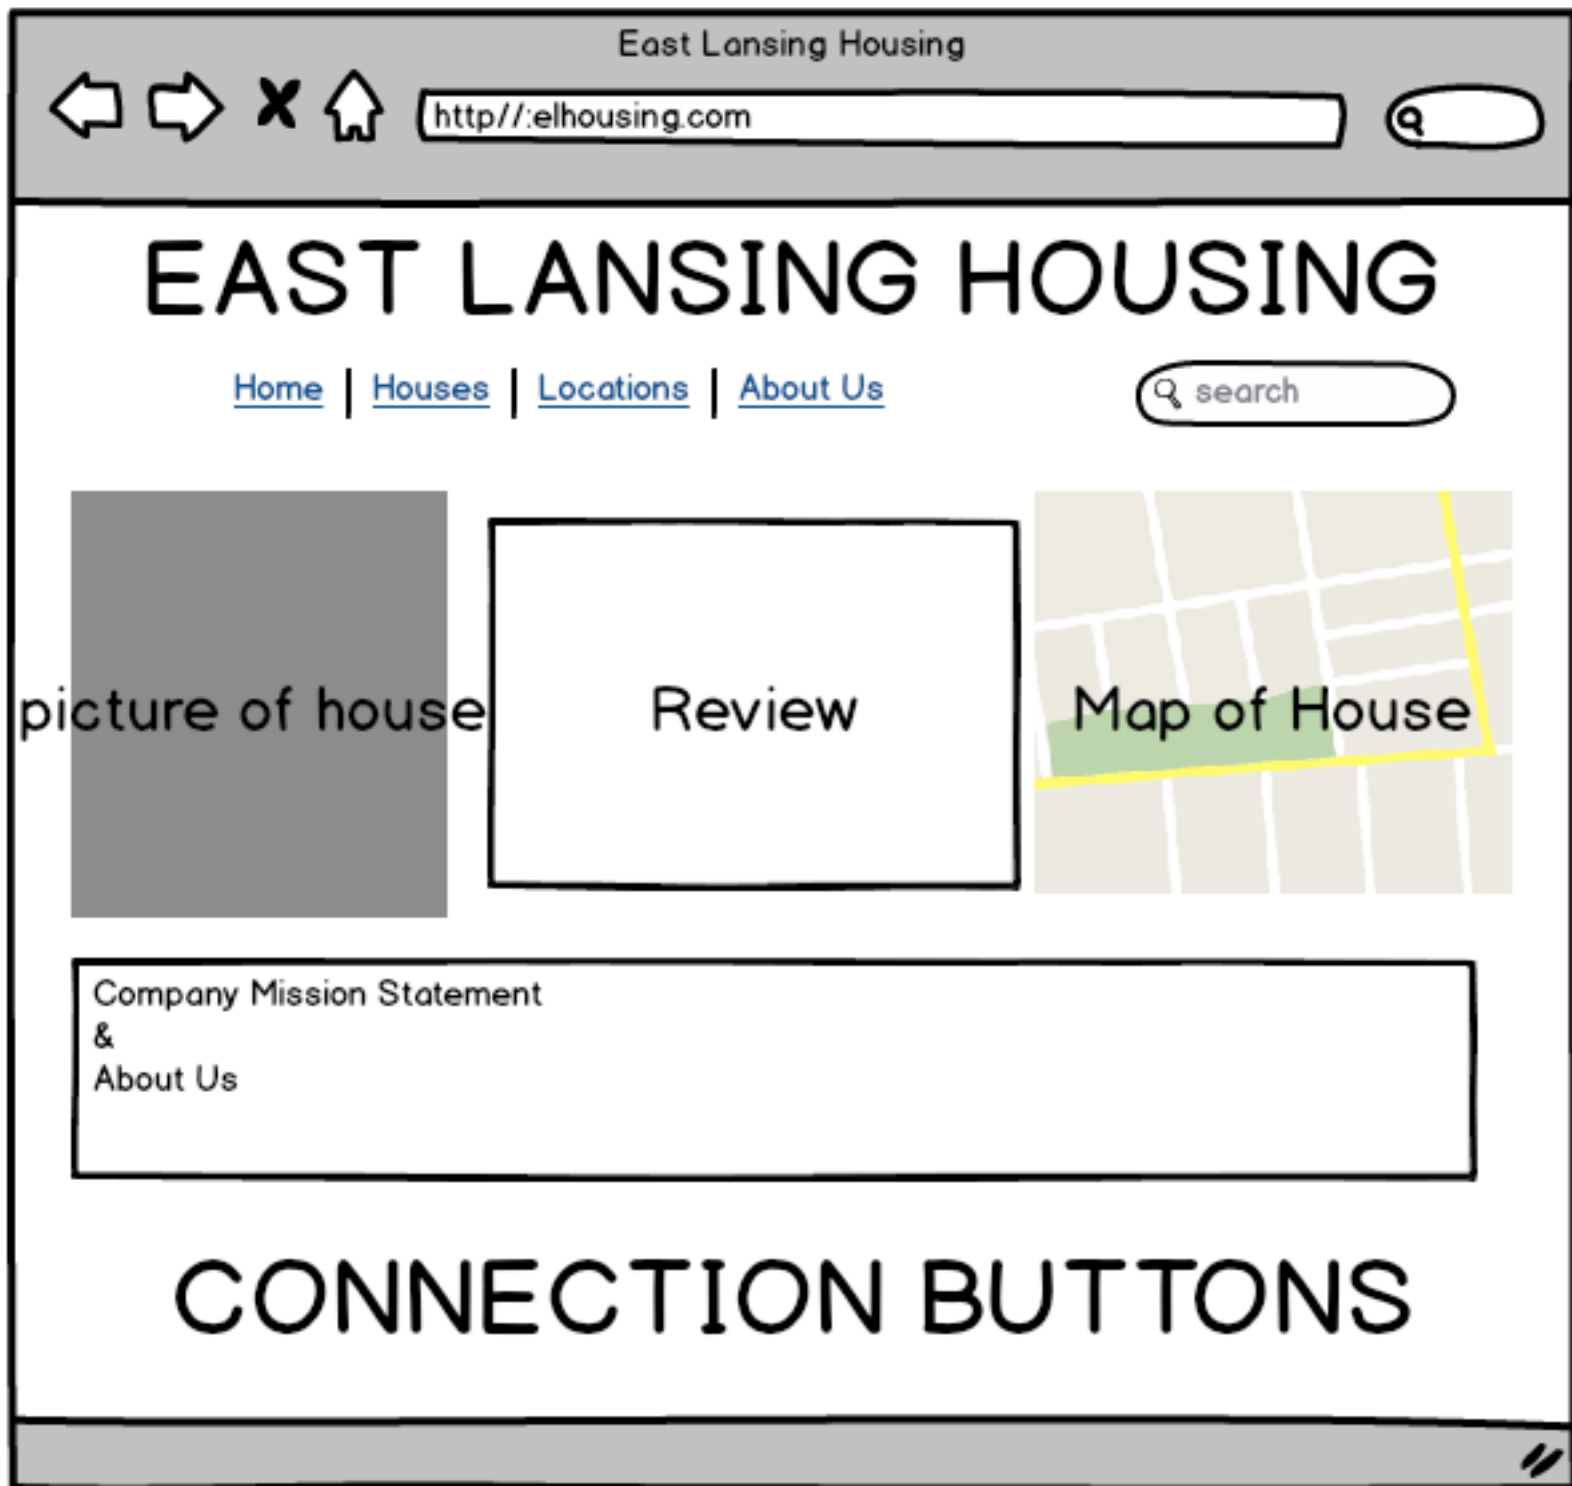 East Lansing Housing
http//:elhousing.com
EAST LANSING HOUSING
Home | Houses | Locations | About Us
search
picture of house
Review
Map of House
Company Mission Statement
&
About Us
CONNECTION BUTTONS